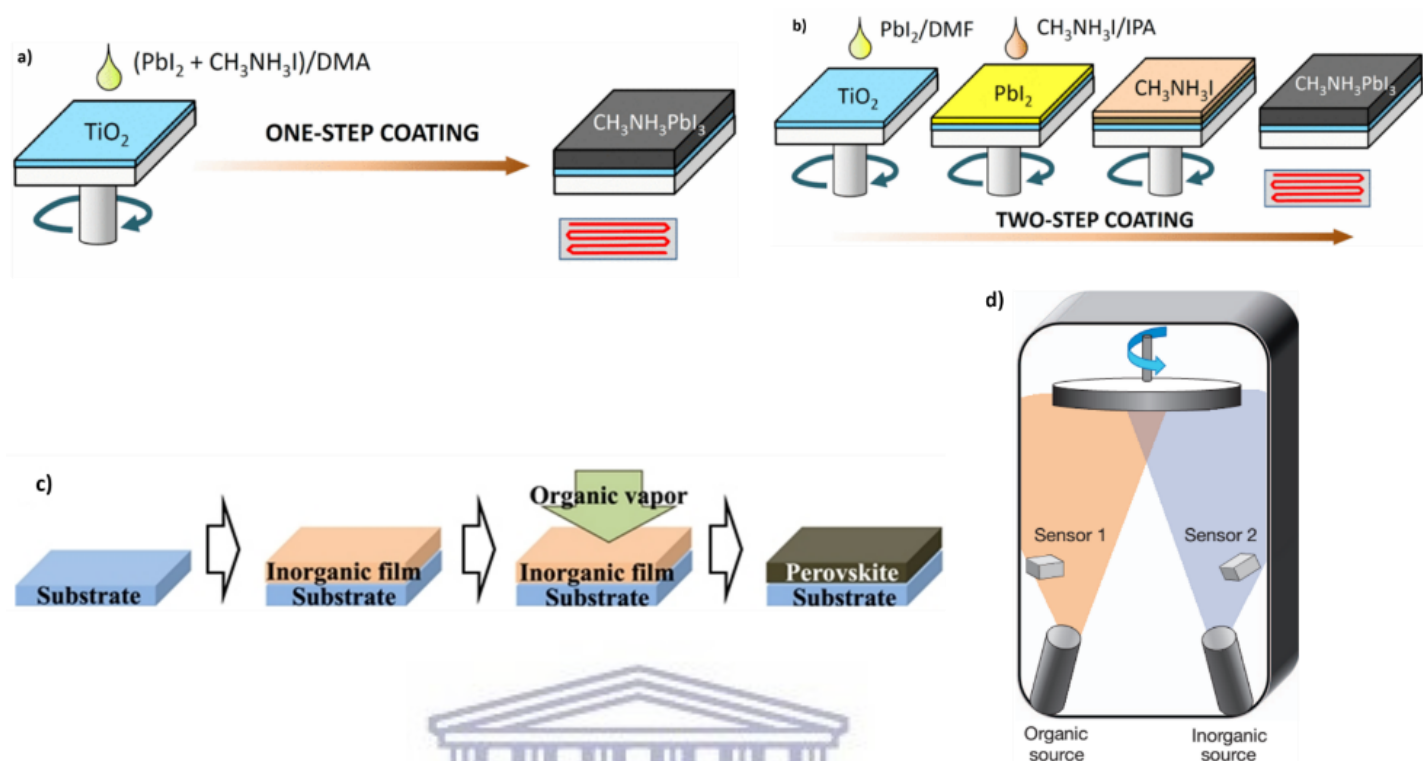 a)
(PbI₂ + CH₃NH₃I)/DMA
TiO₂
ONE-STEP COATING
CH₃NH₃PbI₃
b)
PbI₂/DMF
CH₃NH₃I/IPA
TiO₂
PbI₂
CH₃NH₃I
CH₃NH₃PbI₃
TWO-STEP COATING
c)
Substrate
Inorganic film
Substrate
Organic vapor
Inorganic film
Substrate
Perovskite
Substrate
d)
Sensor 1
Sensor 2
Organic
source
Inorganic
source